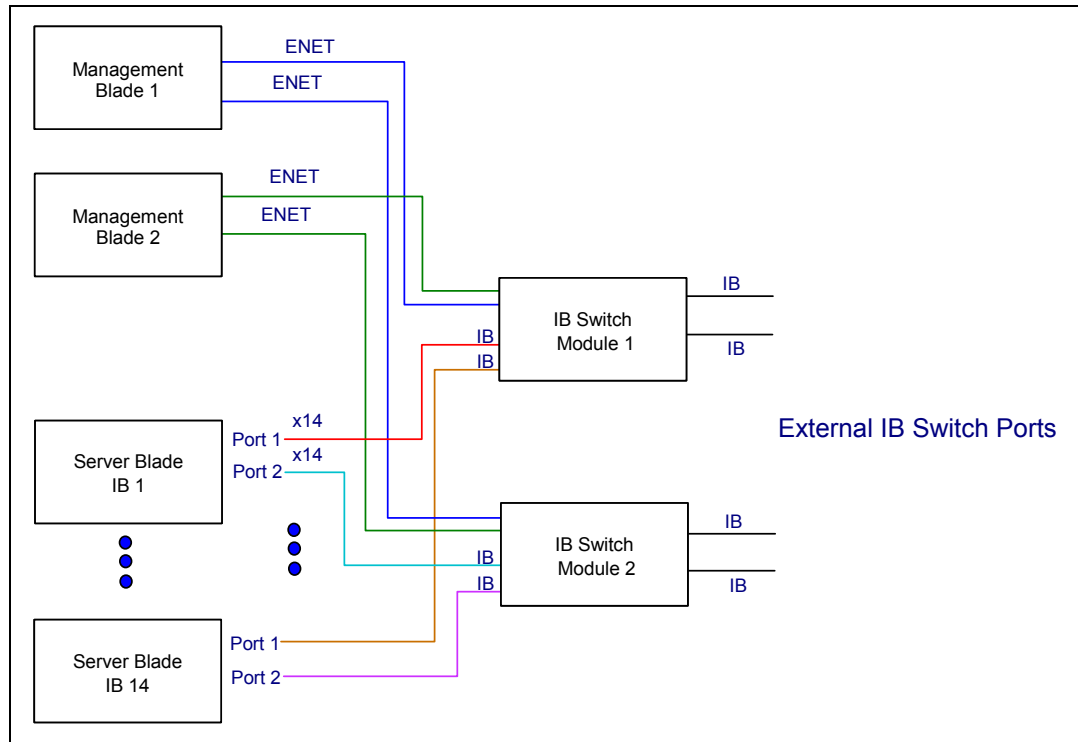 ENET
Management
Blade 1
ENET
ENET
Management
Blade 2
ENET
IB
IB Switch
Module 1
IB
IB
IB
External IB Switch Ports
x14
Port 1
x14
Port 2
Server Blade
IB 1
IB
IB Switch
Module 2
IB
IB
IB
Port 1
Port 2
Server Blade
IB 14